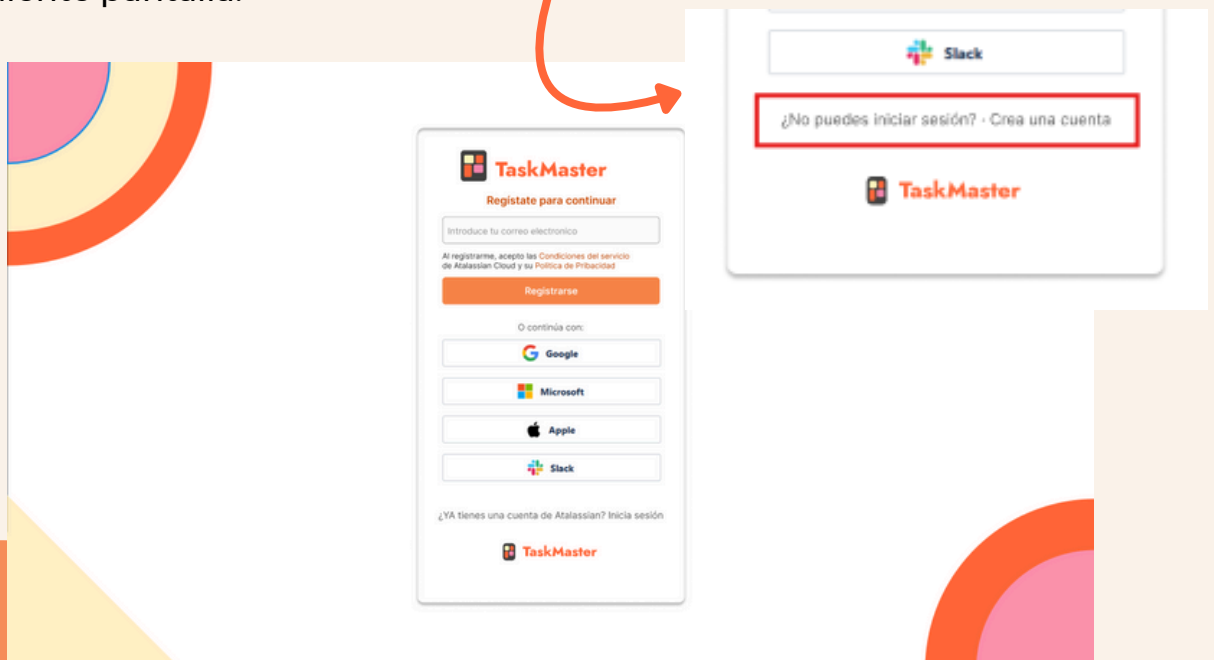 pantalla.
Slack
¿No puedes iniciar sesión? · Crea una cuenta
TaskMaster
TaskMaster
Regístate para continuar
Introduce tu correo electronico
Al registrarme, acepto las Condiciones del servicio
de Atalassian Cloud y su Politica de Pribacidad
Registrarse
O continúa con:
Google
Microsoft
Apple
Slack
¿YA tienes una cuenta de Atalassian? Inicia sesión
TaskMaster